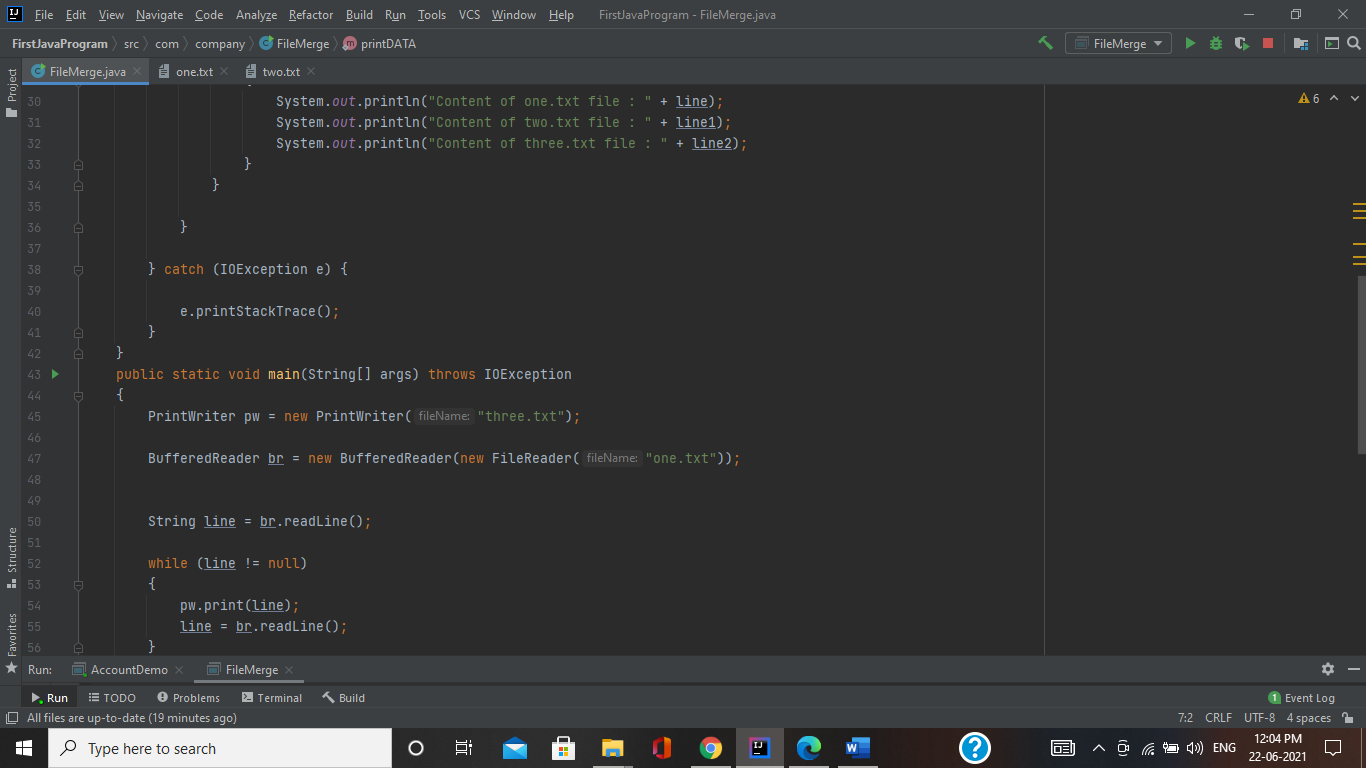 File Edit View Navigate Code Analyze Refactor Build Run Tools VCS Window Help FirstJavaProgram - FileMerge.java
FirstJavaProgram src com company FileMerge printDATA FileMerge
Project
FileMerge.java one.txt two.txt
6
30 System.out.println("Content of one.txt file : " + line);
31 System.out.println("Content of two.txt file : " + line1);
32 System.out.println("Content of three.txt file : " + line2);
33 }
34 }
35
36 }
37
38 } catch (IOException e) {
39
40 e.printStackTrace();
41 }
42 }
43 public static void main(String[] args) throws IOException
44 {
45 PrintWriter pw = new PrintWriter( fileName: "three.txt");
46
47 BufferedReader br = new BufferedReader(new FileReader( fileName: "one.txt"));
48
49
50 String line = br.readLine();
51
52 while (line != null)
53 {
54 pw.print(line);
55 line = br.readLine();
56 }
Structure
Favorites
Run: AccountDemo FileMerge
Run TODO Problems Terminal Build 1 Event Log
All files are up-to-date (19 minutes ago) 7:2 CRLF UTF-8 4 spaces
Type here to search ENG 12:04 PM
22-06-2021